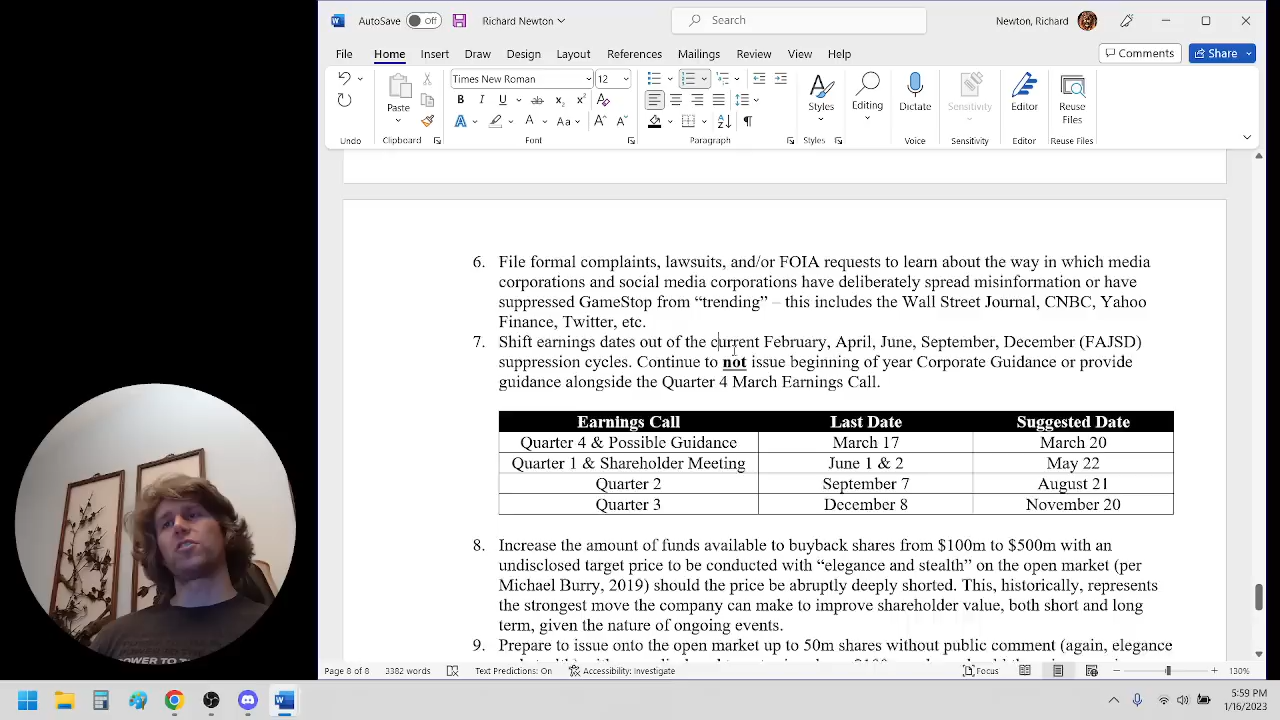 AutoSave Off Richard Newton Search Newton, Richard
File Home Insert Draw Design Layout References Mailings Review View Help Comments Share
Times New Roman 12
Paste Styles Editing Dictate Sensitivity Editor Reuse Files
Undo Clipboard Font Paragraph Styles Voice Sensitivity Editor Reuse Files
6. File formal complaints, lawsuits, and/or FOIA requests to learn about the way in which media
corporations and social media corporations have deliberately spread misinformation or have
suppressed GameStop from “trending” – this includes the Wall Street Journal, CNBC, Yahoo
Finance, Twitter, etc.
7. Shift earnings dates out of the current February, April, June, September, December (FAJSD)
suppression cycles. Continue to not issue beginning of year Corporate Guidance or provide
guidance alongside the Quarter 4 March Earnings Call.
Earnings Call Last Date Suggested Date
Quarter 4 & Possible Guidance March 17 March 20
Quarter 1 & Shareholder Meeting June 1 & 2 May 22
Quarter 2 September 7 August 21
Quarter 3 December 8 November 20
8. Increase the amount of funds available to buyback shares from $100m to $500m with an
undisclosed target price to be conducted with “elegance and stealth” on the open market (per
Michael Burry, 2019) should the price be abruptly deeply shorted. This, historically, represents
the strongest move the company can make to improve shareholder value, both short and long
term, given the nature of ongoing events.
9. Prepare to issue onto the open market up to 50m shares without public comment (again, elegance
POWER TO T
Page 8 of 8 3382 words Text Predictions: On Accessibility: Investigate Focus 130%
5:59 PM
1/16/2023